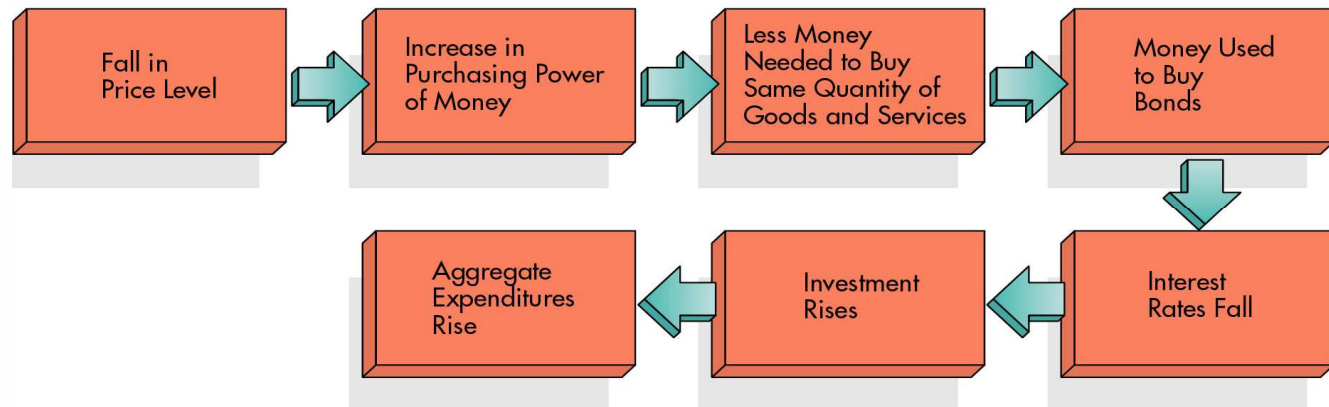 Fall in
Price Level
Increase in
Purchasing Power
of Money
Less Money
Needed to Buy
Same Quantity of
Goods and Services
Money Used
to Buy
Bonds
Interest
Rates Fall
Investment
Rises
Aggregate
Expenditures
Rise